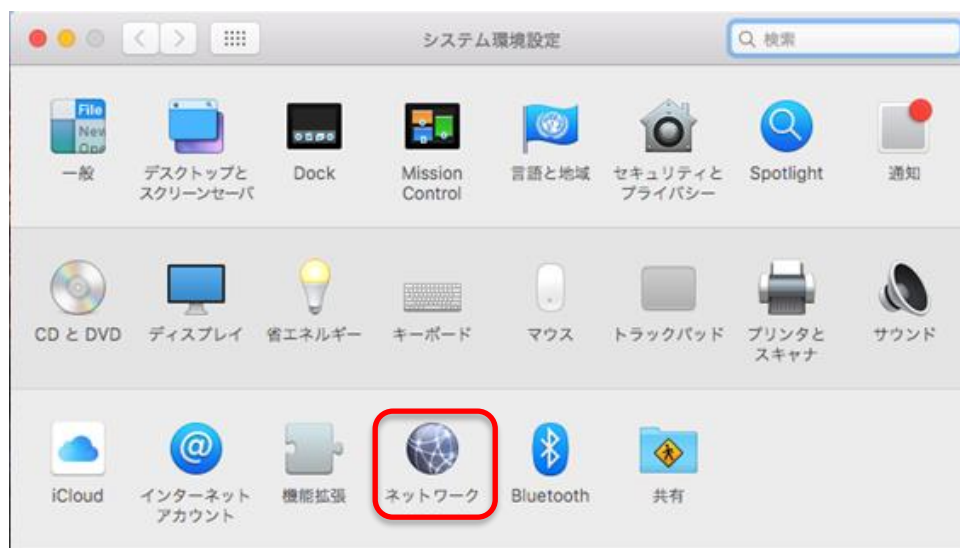 システム環境設定
検索
File
New
Ope
一般
デスクトップと
スクリーンセーバ
Dock
Mission
Control
言語と地域
セキュリティと
プライバシー
Spotlight
通知
CD と DVD
ディスプレイ
省エネルギー
キーボード
マウス
トラックパッド
プリンタと
スキャナ
サウンド
iCloud
インターネット
アカウント
機能拡張
ネットワーク
Bluetooth
共有